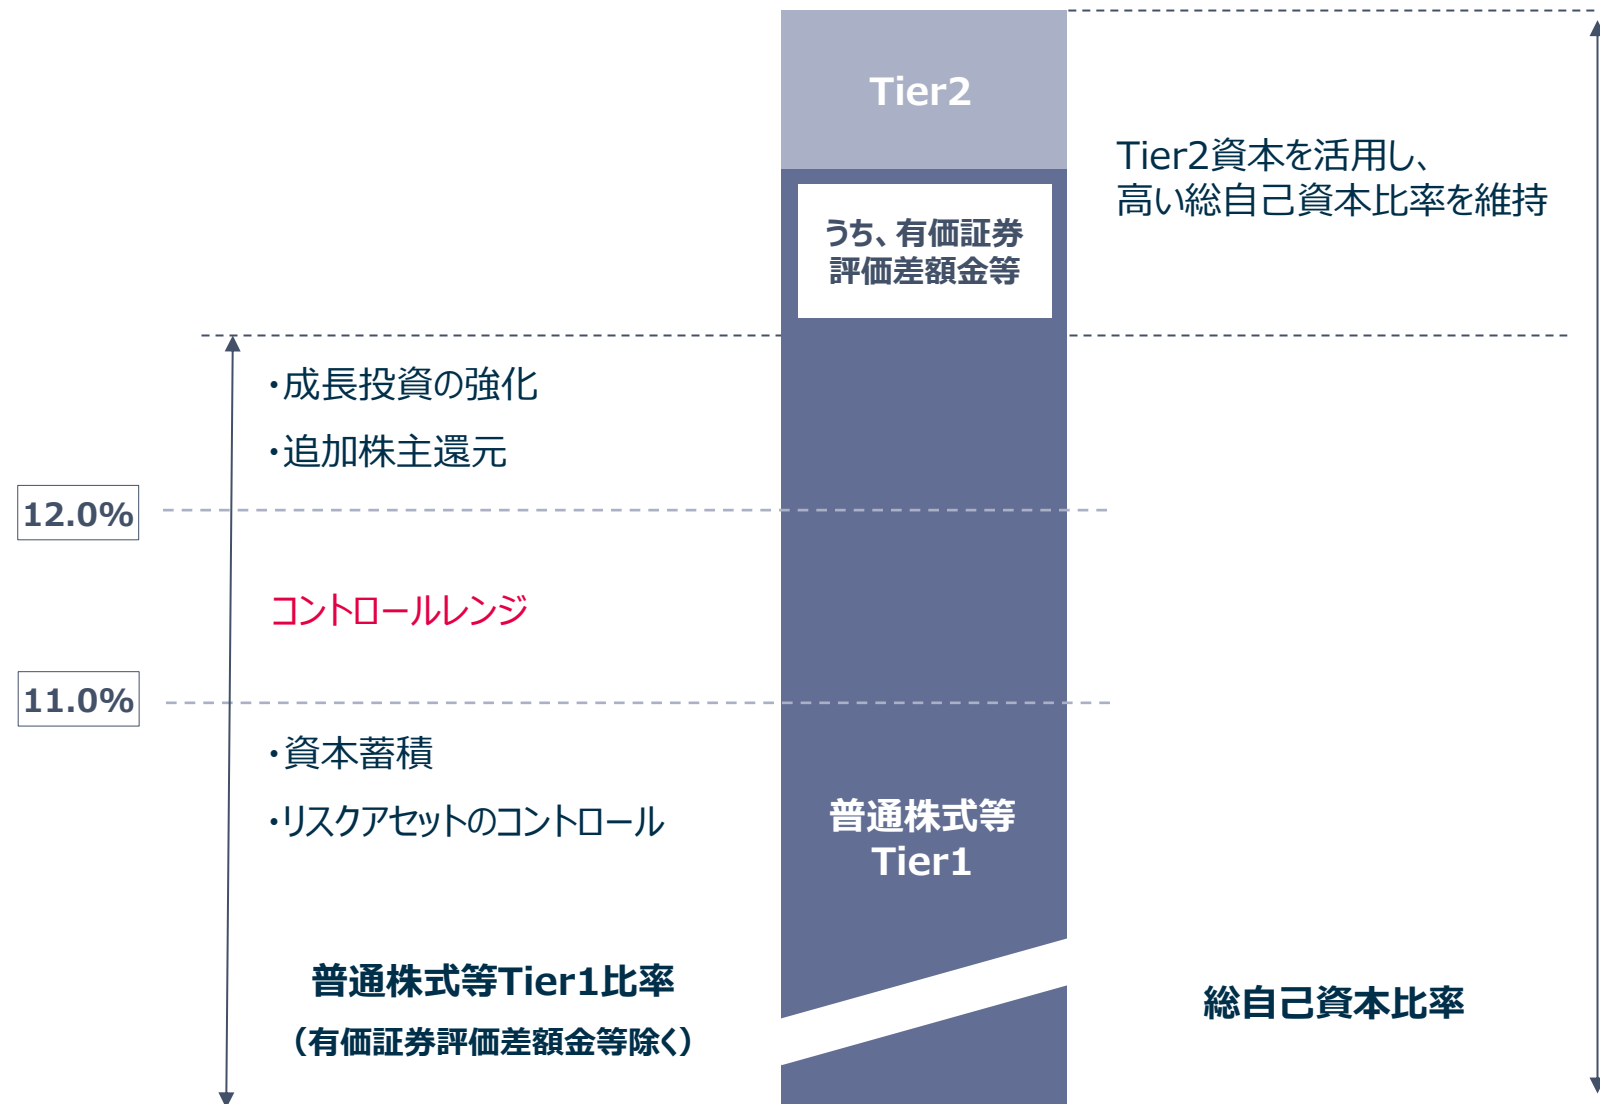 Tier2
Tier2資本を活用し、
高い総自己資本比率を維持
うち、有価証券
評価差額金等
・成長投資の強化
・追加株主還元
12.0%
コントロールレンジ
11.0%
・資本蓄積
・リスクアセットのコントロール
普通株式等
Tier1
普通株式等Tier1比率
（有価証券評価差額金等除く）
総自己資本比率